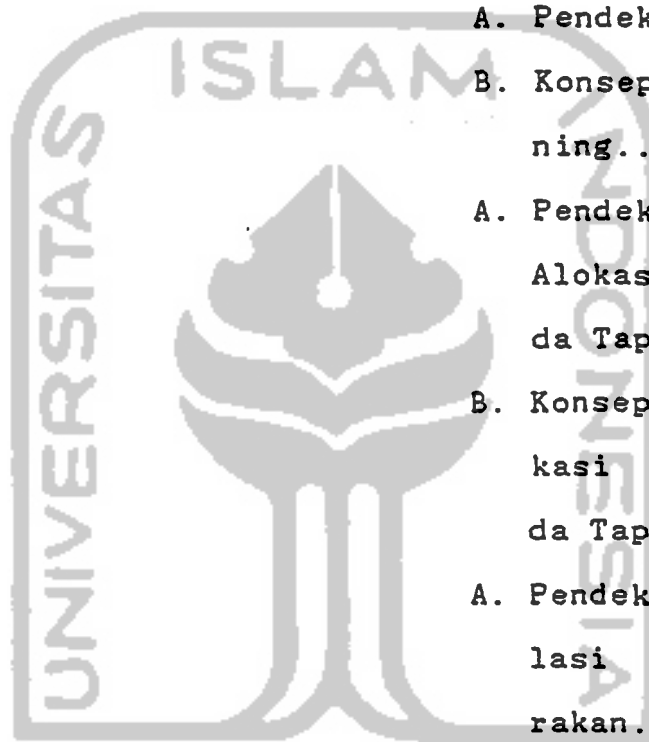 A. Pendek
ISLAM
B. Konsep
ning..
A. Pendek
Alokas
da Tap
B. Konsep
kasi
da Tap
A. Pendek
lasi
rakan.
UNIVERSITAS
INDONESIA